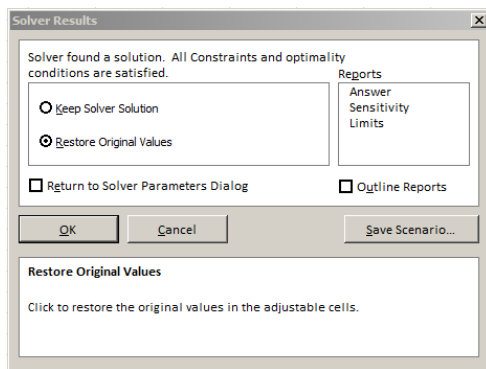 Solver Results
Solver found a solution. All Constraints and optimality
conditions are satisfied.
Reports
Answer
Sensitivity
Limits
Keep Solver Solution
Restore Original Values
Return to Solver Parameters Dialog
Outline Reports
OK
Cancel
Save Scenario...
Restore Original Values
Click to restore the original values in the adjustable cells.